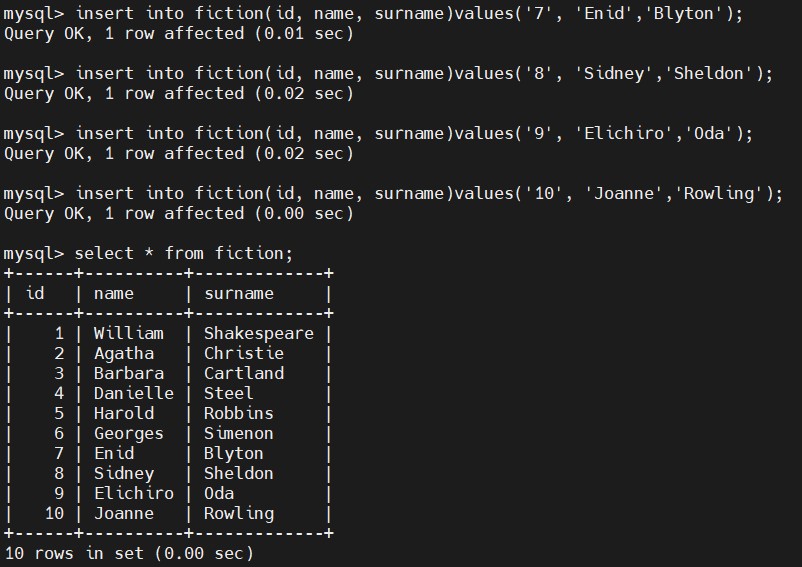 mysql> insert into fiction(id, name, surname)values('7', 'Enid','Blyton');
Query OK, 1 row affected (0.01 sec)
mysql> insert into fiction(id, name, surname)values('8', 'Sidney','Sheldon');
Query OK, 1 row affected (0.02 sec)
mysql> insert into fiction(id, name, surname)values('9', 'Elichiro','Oda');
Query OK, 1 row affected (0.02 sec)
mysql> insert into fiction(id, name, surname)values('10', 'Joanne','Rowling');
Query OK, 1 row affected (0.00 sec)
mysql> select * from fiction;
+------+----------+-------------+
| id   | name     | surname     |
+------+----------+-------------+
|    1 | William  | Shakespeare |
|    2 | Agatha   | Christie    |
|    3 | Barbara  | Cartland    |
|    4 | Danielle | Steel       |
|    5 | Harold   | Robbins     |
|    6 | Georges  | Simenon     |
|    7 | Enid     | Blyton      |
|    8 | Sidney   | Sheldon     |
|    9 | Elichiro | Oda         |
|   10 | Joanne   | Rowling     |
+------+----------+-------------+
10 rows in set (0.00 sec)